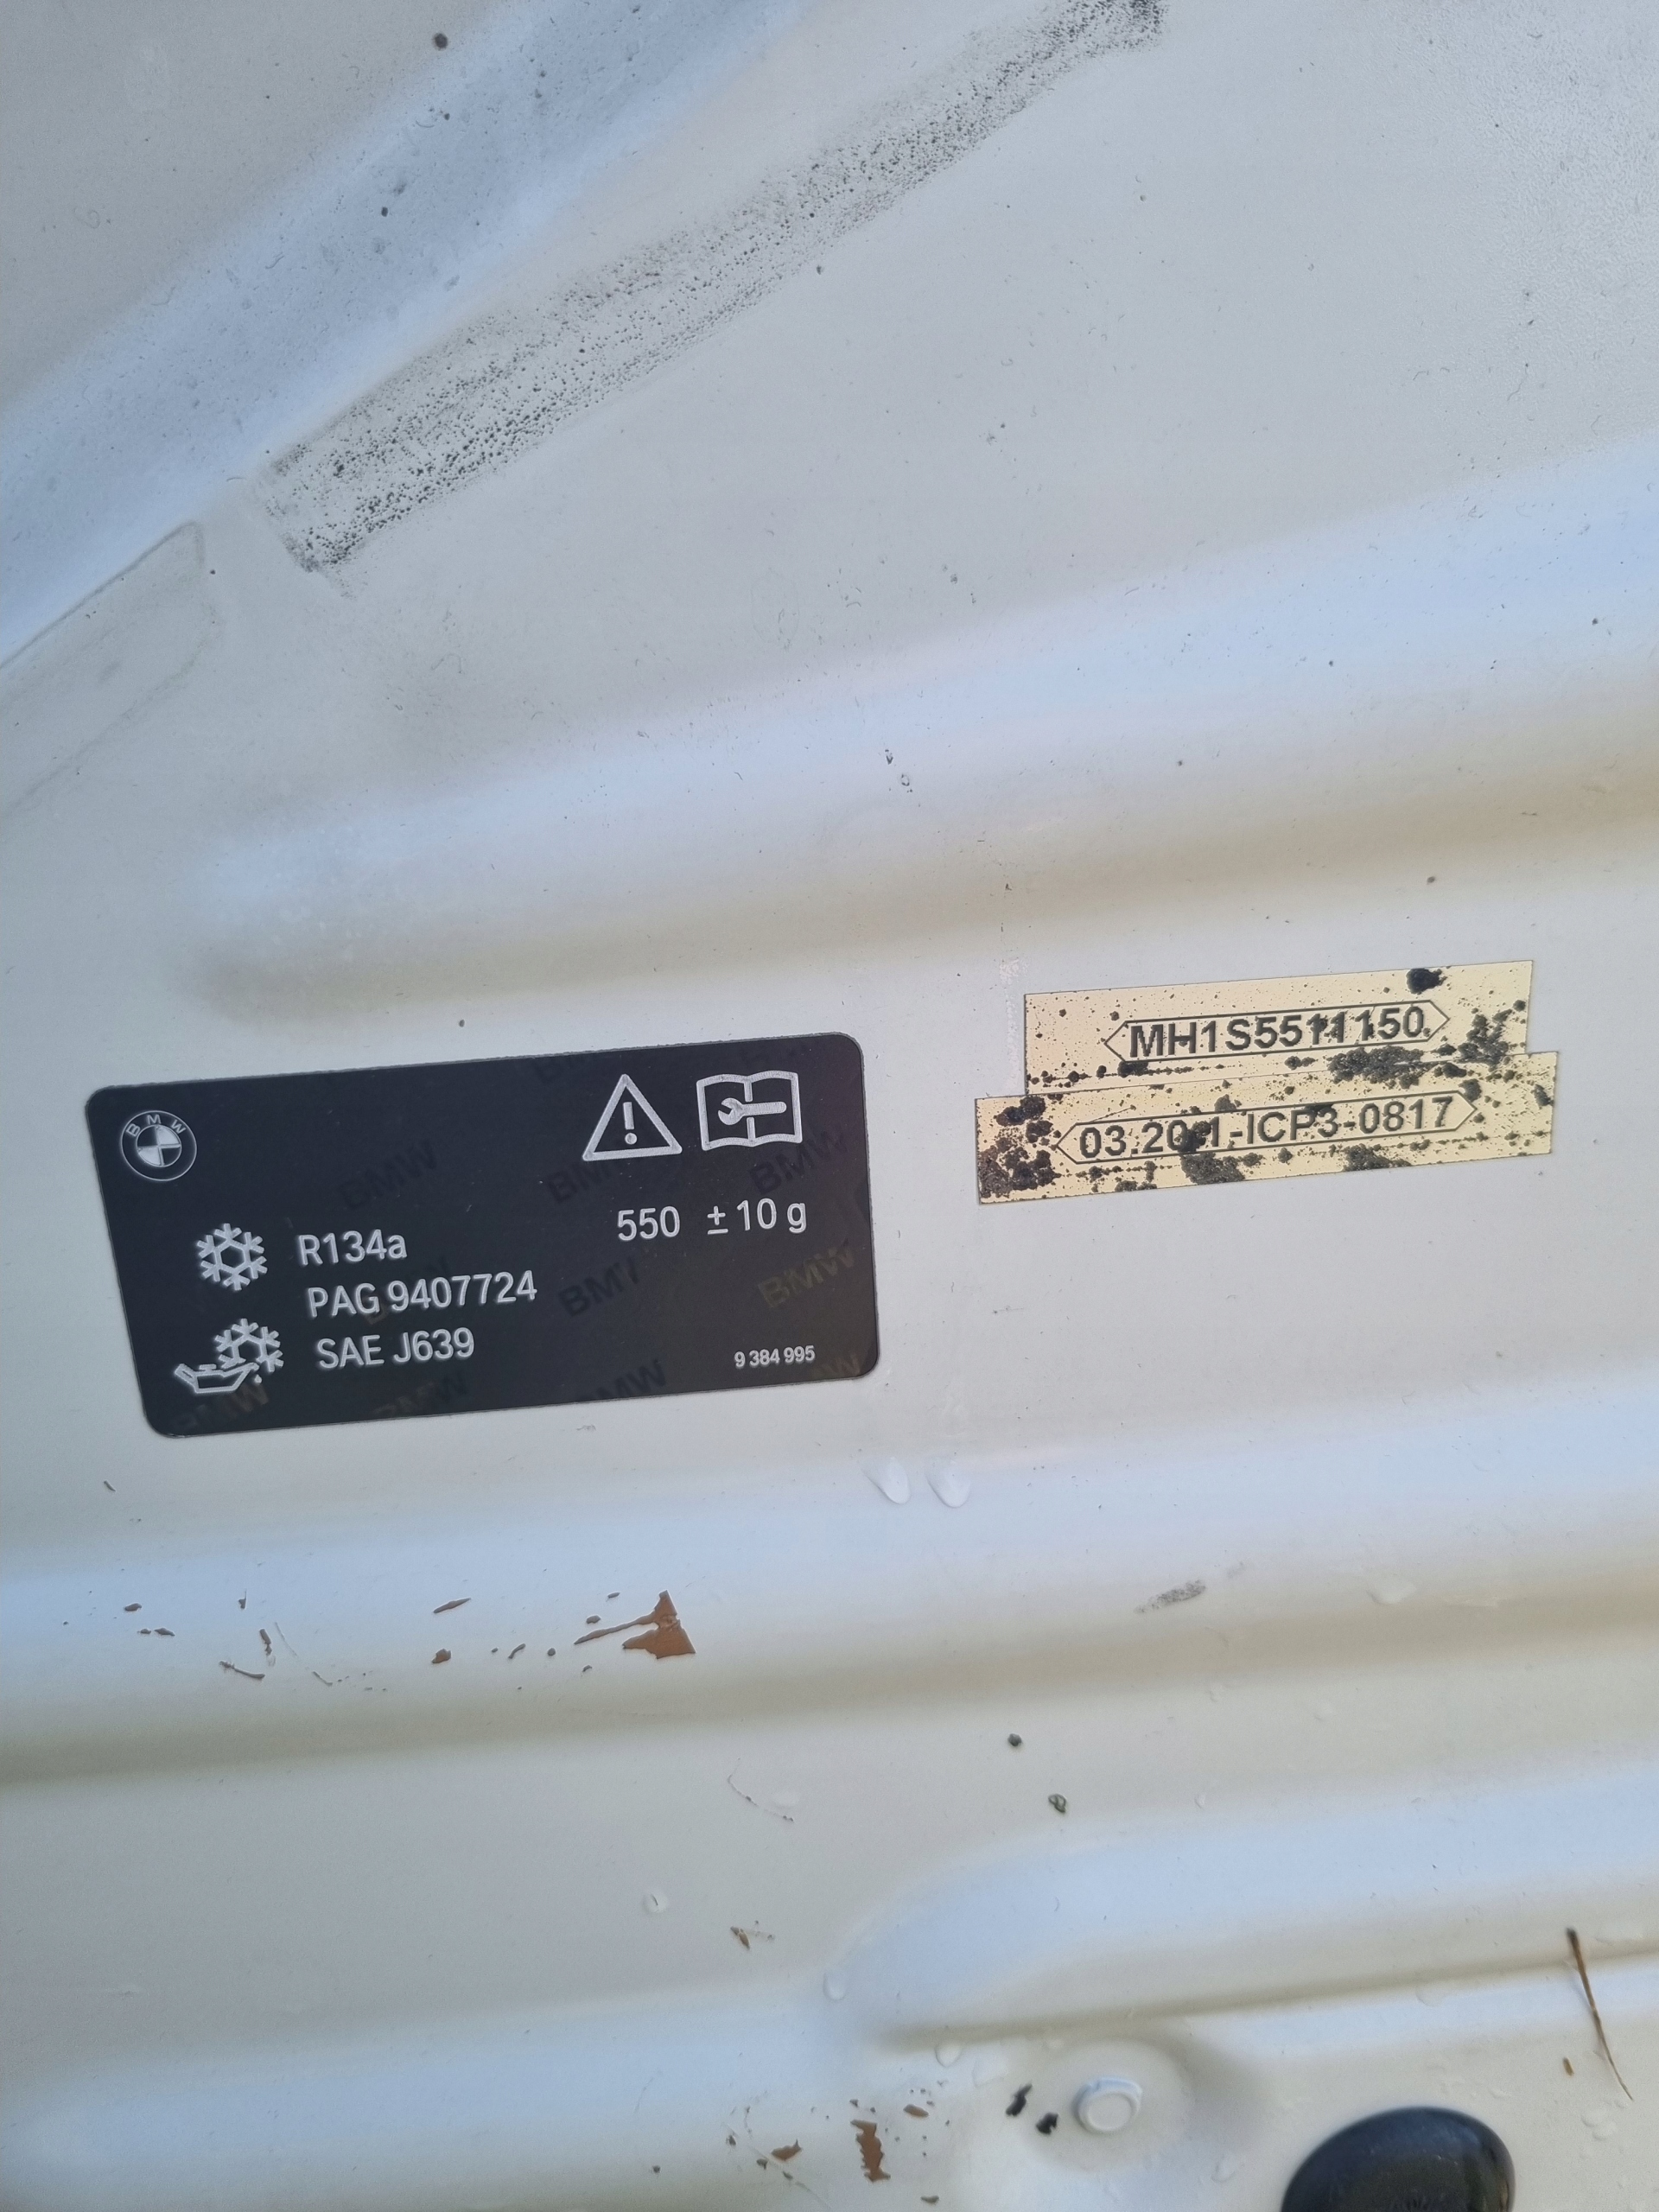 BMW
550 ±10 g
R134a
PAG 9407724
SAE J639
9 384 995
MH1S5511150